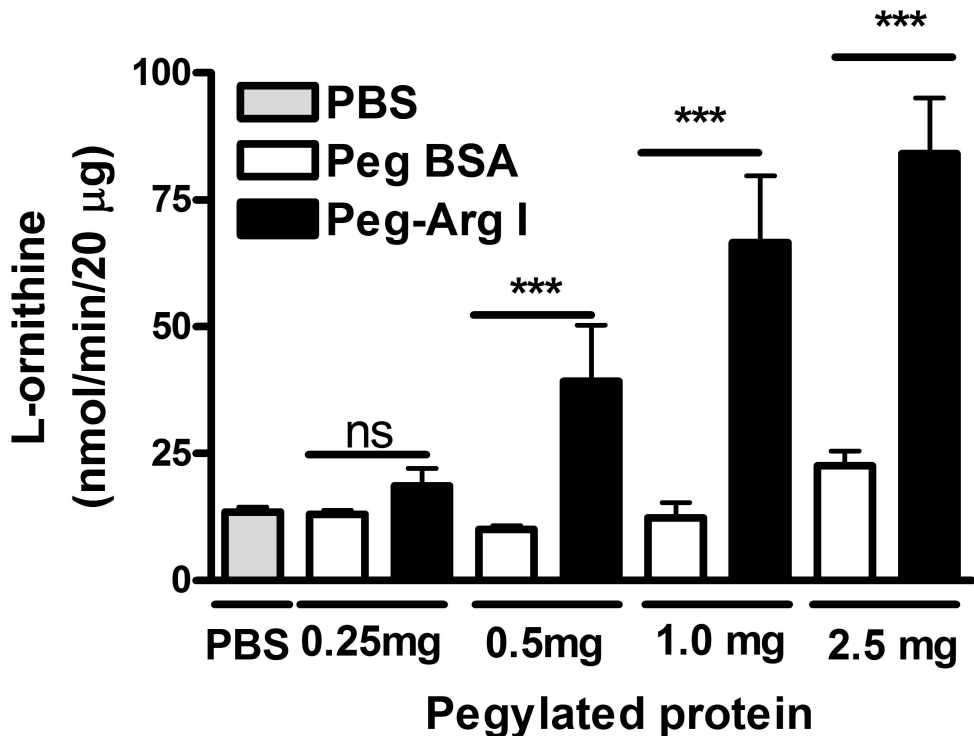 ***
***
***
ns
PBS
Peg BSA
Peg-Arg I
L-ornithine
(nmol/min/20 μg)
100
75
50
25
0
PBS 0.25mg 0.5mg 1.0 mg 2.5 mg
Pegylated protein